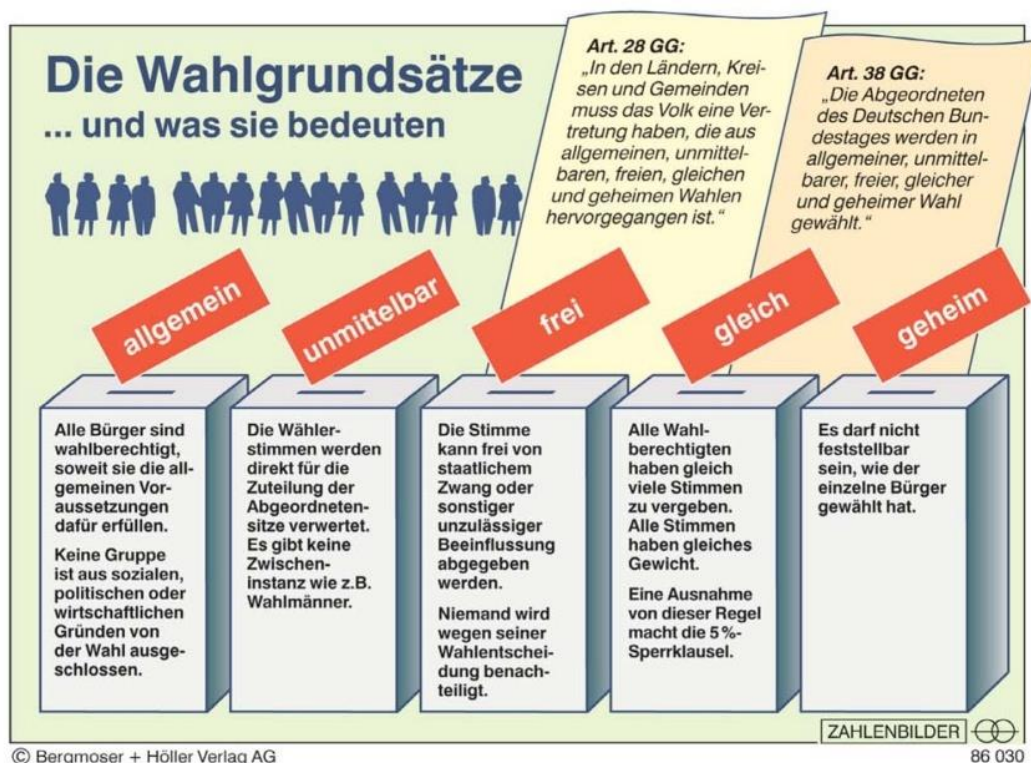 Die Wahlgrundsätze
... und was sie bedeuten
Art. 28 GG:
„In den Ländern, Krei-
sen und Gemeinden
muss das Volk eine Ver-
tretung haben, die aus
allgemeinen, unmittel-
baren, freien, gleichen
und geheimen Wahlen
hervorgegangen ist.“
Art. 38 GG:
„Die Abgeordneten
des Deutschen Bun-
destages werden in
allgemeiner, unmittel-
barer, freier, gleicher
und geheimer Wahl
gewählt.“
allgemein
Alle Bürger sind
wahlberechtigt,
soweit sie die all-
gemeinen Vor-
aussetzungen
dafür erfüllen.
Keine Gruppe
ist aus sozialen,
politischen oder
wirtschaftlichen
Gründen von
der Wahl ausge-
schlossen.
unmittelbar
Die Wähler-
stimmen werden
direkt für die
Zuteilung der
Abgeordneten-
sitze verwertet.
Es gibt keine
Zwischen-
instanz wie z.B.
Wahlmänner.
frei
Die Stimme
kann frei von
staatlichem
Zwang oder
sonstiger
unzulässiger
Beeinflussung
abgegeben
werden.
Niemand wird
wegen seiner
Wahlentschei-
dung benach-
teiligt.
gleich
Alle Wahl-
berechtigten
haben gleich
viele Stimmen
zu vergeben.
Alle Stimmen
haben gleiches
Gewicht.
Eine Ausnahme
von dieser Regel
macht die 5%-
Sperrklausel.
geheim
Es darf nicht
feststellbar
sein, wie der
einzelne Bürger
gewählt hat.
ZAHLENBILDER
© Bergmoser + Höller Verlag AG
86 030